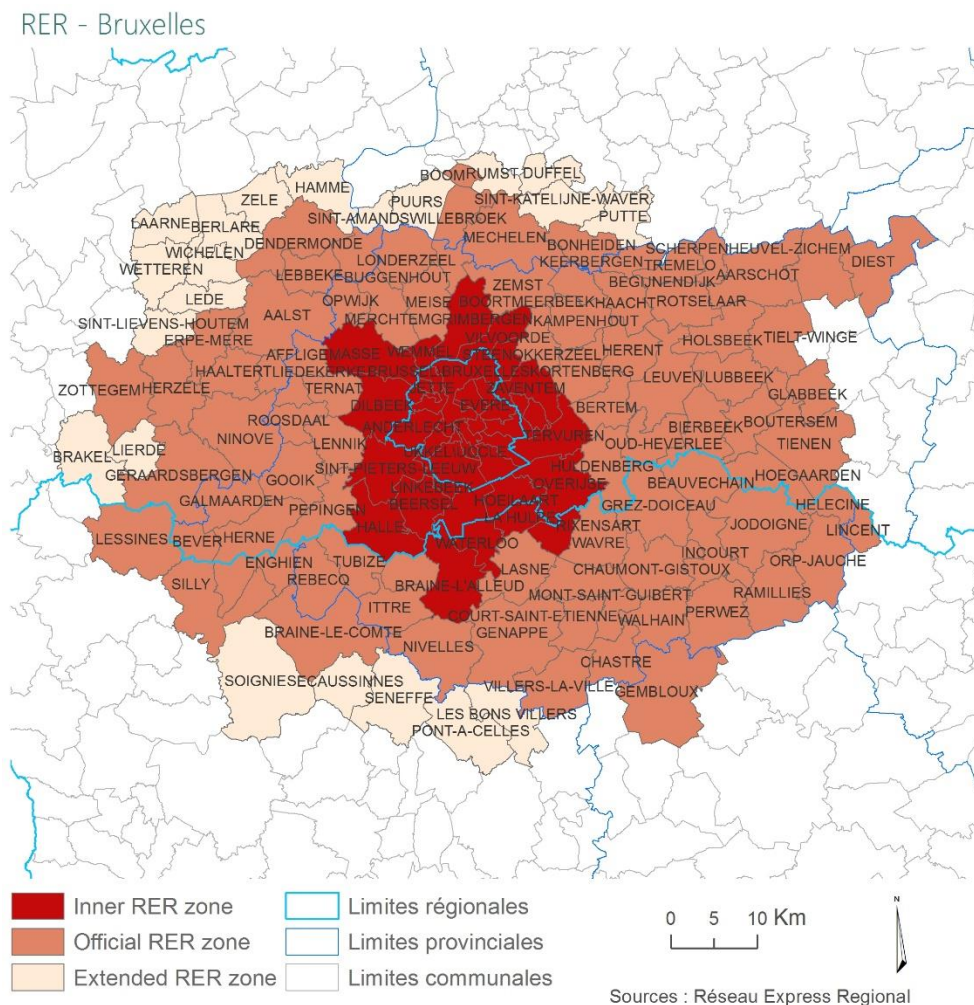 RER - Bruxelles
BOOM RUMST DUFFEL
HAMME
ZELE
PUURS
SINT-KATELIJNE-WAVER
LAARNE
BERLARE
SINT-AMANDS
WILLEBROEK
PUTTE
WICHELEN
DENDERMONDE
MECHELEN
BONHEIDEN
SCHERPENHEUVEL-ZICHEM
WETTEREN
LONDERZEEL
KEERBERGEN
TREMELO
DIEST
LEBBEKE
BUGGENHOUT
ZEMST
BEGIJNENDIJK
AARSCHOT
LEDE
OPWIJK
MEISE
BOORTMEERBEEK
HAACHT
ROTSELAAR
SINT-LIEVENS-HOUTEM
AALST
MERCHTEM
GRIMBERGEN
KAMPENHOUT
ERPE-MERE
VILVOORDE
HOLSBEEK
TIELT-WINGE
AFFLIGEM
ASSE
WEMMEL
STEENOKKERZEEL
HERENT
ZOTTEGEM
HERZELE
HAALTERT
LIEDEKERKE
BRUSSEL
BRUXELLES
KORTENBERG
LEUVEN
LUBBEEK
TERNAT
JETTE
ZAVENTEM
GLABBEEK
DILBEEK
EVERE
BERTEM
ROOSDAAL
BIERBEEK
BOUTERSEM
BRAKEL
LIERDE
NINOVE
LENNIK
ANDERLECHT
TERVUREN
OUD-HEVERLEE
TIENEN
GERAARDSBERGEN
GOOIK
SINT-PIETERS-LEEUW
UKKEL
UCCLE
HULDENBERG
HOEGAARDEN
GALMAARDEN
PEPINGEN
LINKEBEEK
OVERIJSE
BEAUVECHAIN
BEERSEL
HOEILAART
GREZ-DOICEAU
HELECINE
LESSINES
BEVER
HERNE
HALLE
LA HULPE
RIXENSART
JODOIGNE
LINCENT
WATERLOO
WAVRE
ENGHIEN
TUBIZE
LASNE
INCOURT
ORP-JAUCHE
SILLY
REBECQ
BRAINE-L'ALLEUD
CHAUMONT-GISTOUX
ITTRE
MONT-SAINT-GUIBERT
RAMILLIES
COURT-SAINT-ETIENNE
WALHAIN
PERWEZ
BRAINE-LE-COMTE
NIVELLES
GENAPPE
CHASTRE
SOIGNIES
ECAUSSINNES
SENEFFE
VILLERS-LA-VILLE
GEMBLOUX
LES BONS VILLERS
PONT-A-CELLES
Inner RER zone
Official RER zone
Extended RER zone
Limites régionales
Limites provinciales
Limites communales
0 5 10 Km
N
Sources : Réseau Express Regional